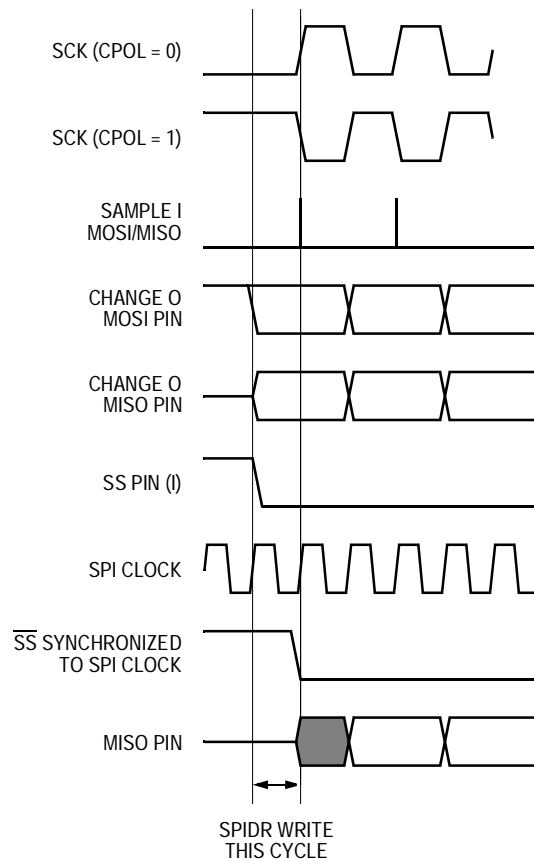 SCK (CPOL = 0)
SCK (CPOL = 1)
SAMPLE I
MOSI/MISO
CHANGE O
MOSI PIN
CHANGE O
MISO PIN
SS PIN (I)
SPI CLOCK
SS SYNCHRONIZED
TO SPI CLOCK
MISO PIN
SPIDR WRITE
THIS CYCLE